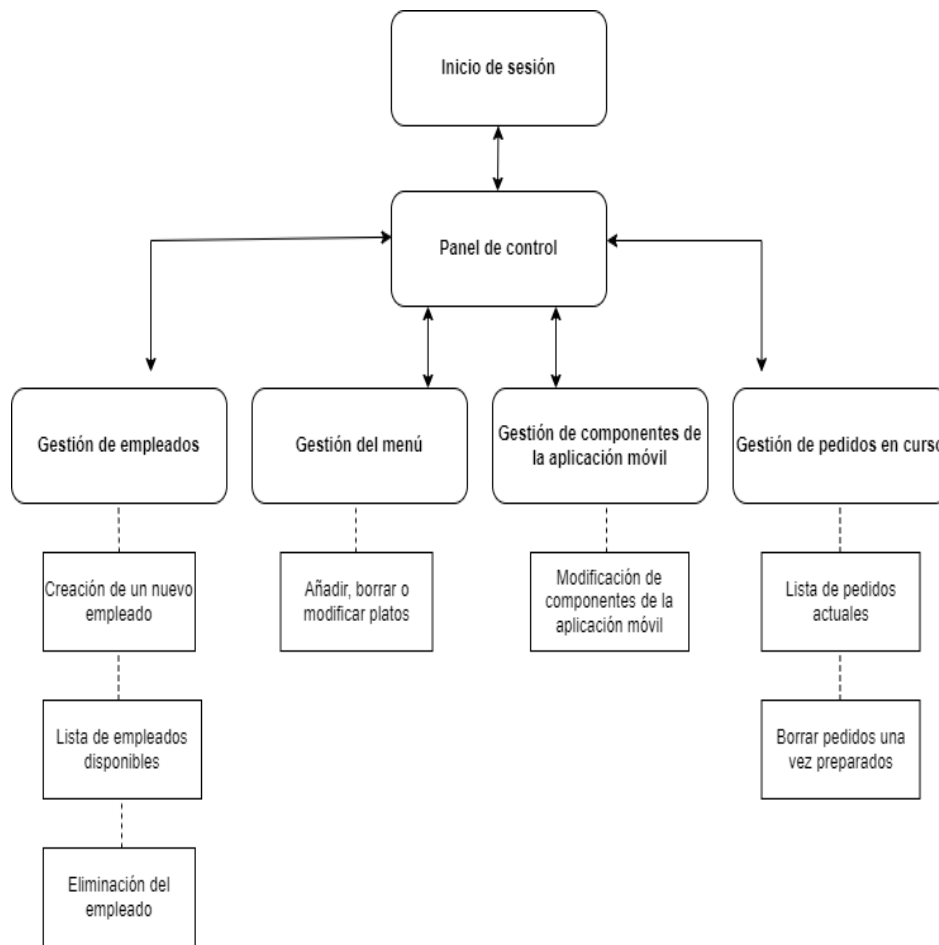 Inicio de sesión
Panel de control
Gestión de empleados
Gestión del menú
Gestión de componentes de
la aplicación móvil
Gestión de pedidos en curso
Creación de un nuevo
empleado
Añadir, borrar o
modificar platos
Modificación de
componentes de la
aplicación móvil
Lista de pedidos
actuales
Lista de empleados
disponibles
Borrar pedidos una
vez preparados
Eliminación del
empleado